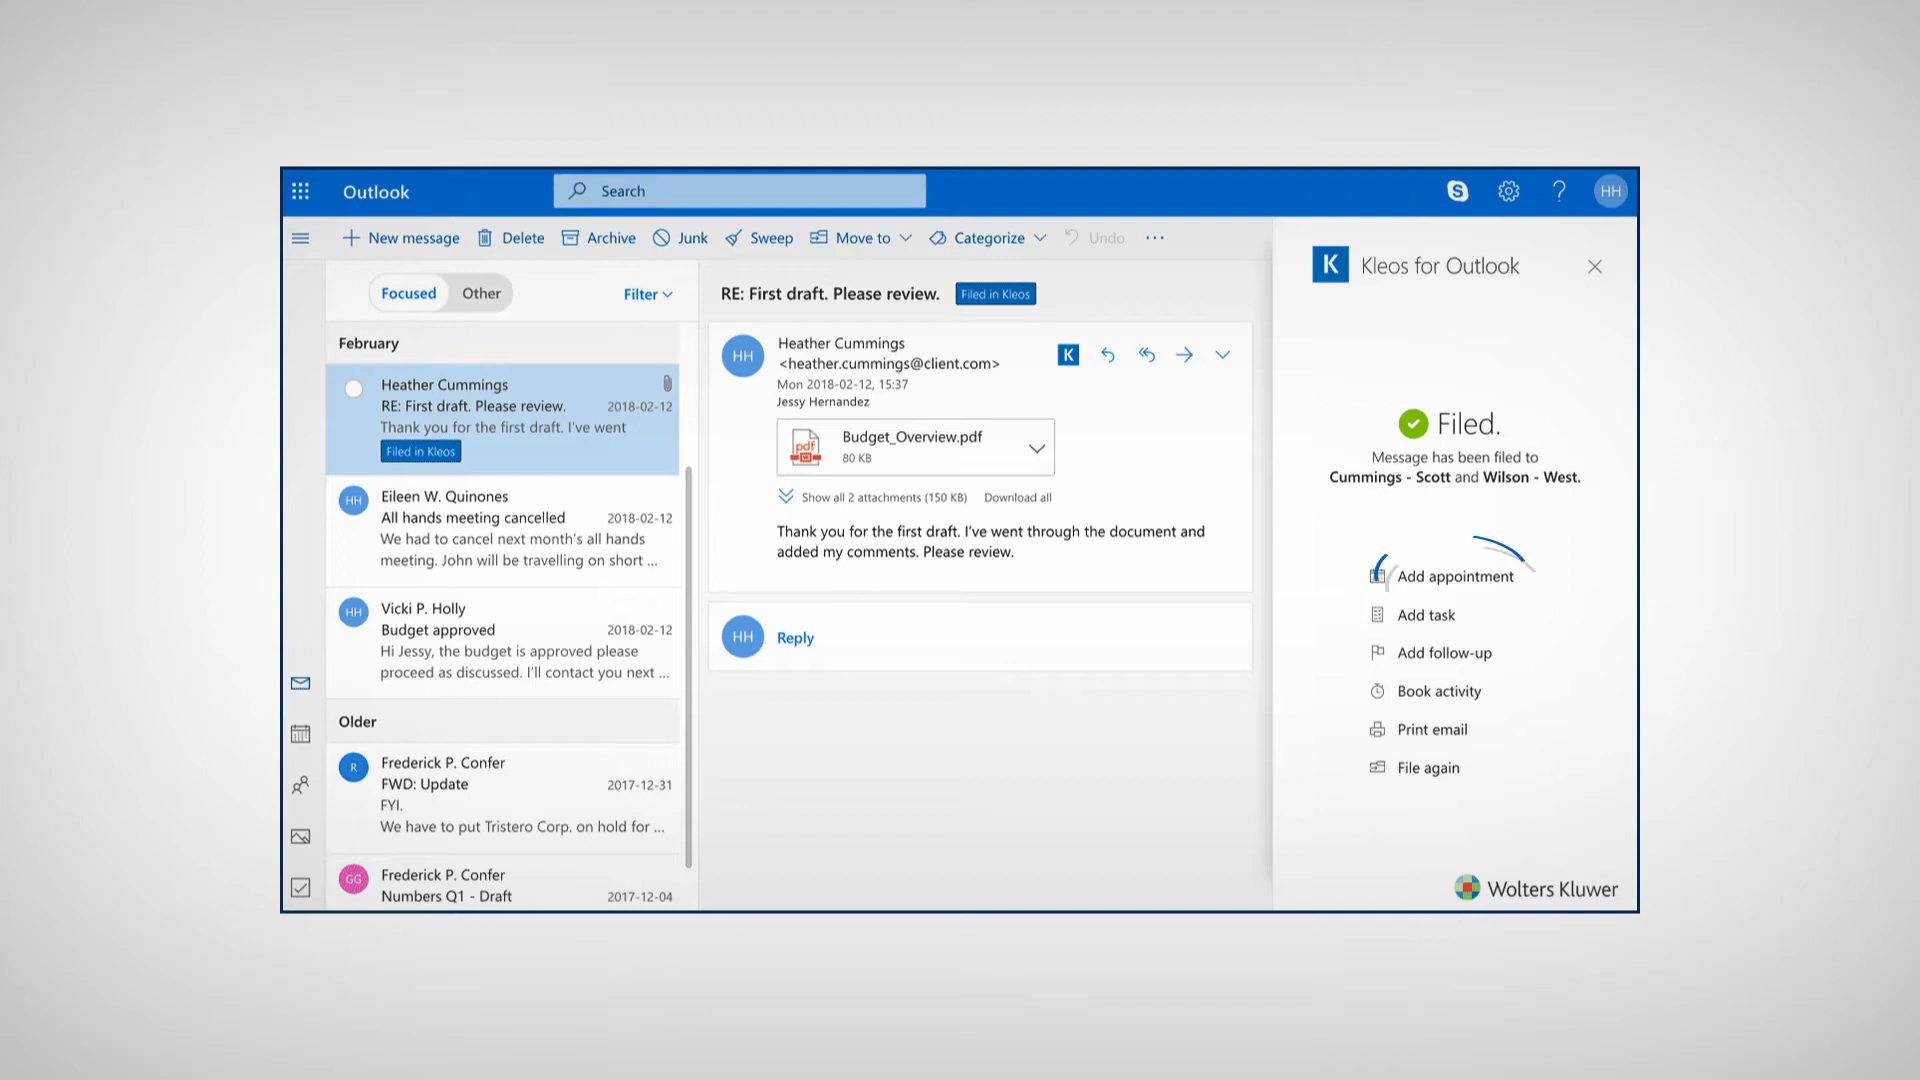 Outlook
Search
HH
New message
Delete
Archive
Junk
Sweep
Move to
Categorize
Undo
Focused
Other
Filter
February
Heather Cummings
RE: First draft. Please review. 2018-02-12
Thank you for the first draft. I've went
Filed in Kleos
HH
Eileen W. Quinones
All hands meeting cancelled 2018-02-12
We had to cancel next month's all hands
meeting. John will be travelling on short ...
HH
Vicki P. Holly
Budget approved 2018-02-12
Hi Jessy, the budget is approved please
proceed as discussed. I'll contact you next ...
Older
R
Frederick P. Confer
FWD: Update 2017-12-31
FYI.
We have to put Tristero Corp. on hold for ...
GG
Frederick P. Confer
Numbers Q1 - Draft 2017-12-04
RE: First draft. Please review. Filed in Kleos
HH
Heather Cummings
<heather.cummings@client.com>
Mon 2018-02-12, 15:37
Jessy Hernandez
K
pdf
Budget_Overview.pdf
80 KB
Show all 2 attachments (150 KB) Download all
Thank you for the first draft. I've went through the document and
added my comments. Please review.
HH
Reply
K Kleos for Outlook
Filed.
Message has been filed to
Cummings - Scott and Wilson - West.
Add appointment
Add task
Add follow-up
Book activity
Print email
File again
Wolters Kluwer